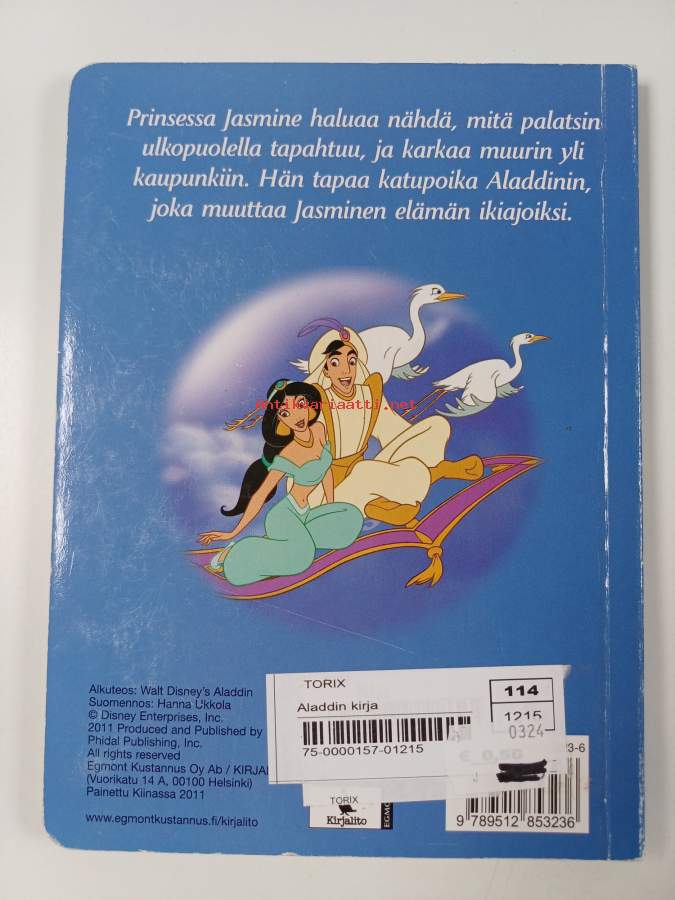 Prinsessa Jasmine haluaa nähdä, mitä palatsin
ulkopuolella tapahtuu, ja karkaa muurin yli
kaupunkiin. Hän tapaa katupoika Aladdinin,
joka muuttaa Jasminen elämän ikiajoiksi.
antikvariaatti.net
Alkuteos: Walt Disney's Aladdin
Suomennos: Hanna Ukkola
© Disney Enterprises, Inc.
2011 Produced and Published by
Phidal Publishing, Inc.
All rights reserved
Egmont Kustannus Oy Ab / KIRJALI
(Vuorikatu 14 A, 00100 Helsinki)
Painettu Kiinassa 2011
www.egmontkustannus.fi/kirjalito
TORIX
Aladdin kirja
75-0000157-01215
114
1215
0324
€ 0,50
3-6
TORIX
Kirjalito
EGMO
9 789512 853236